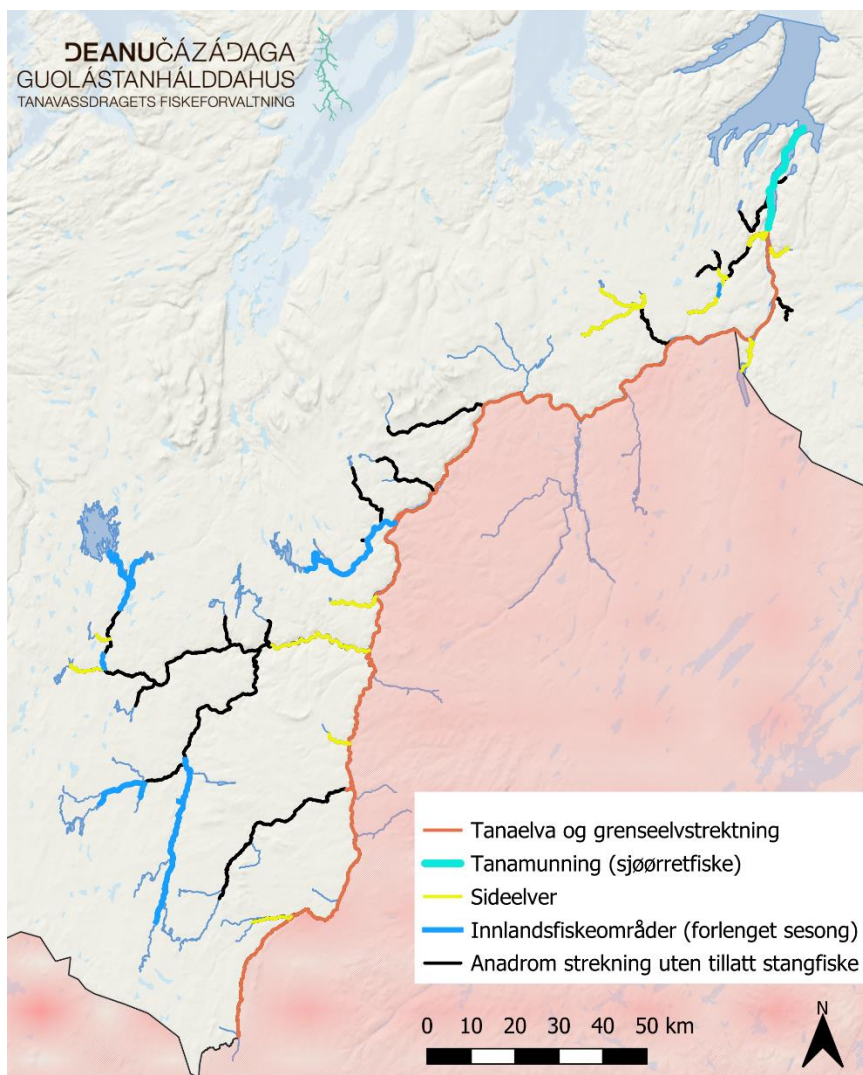 DEANUČÁZÁDAGA
GUOLÁSTANHÁLDDAHUS
TANAVASSDRAGETS FISKEFORVALTNING
Tanaelva og grenseelvstrektning
Tanamunning (sjøørretfiske)
Sideelver
Innlandsfiskeområder (forlenget sesong)
Anadrom strekning uten tillatt stangfiske
0 10 20 30 40 50 km
N